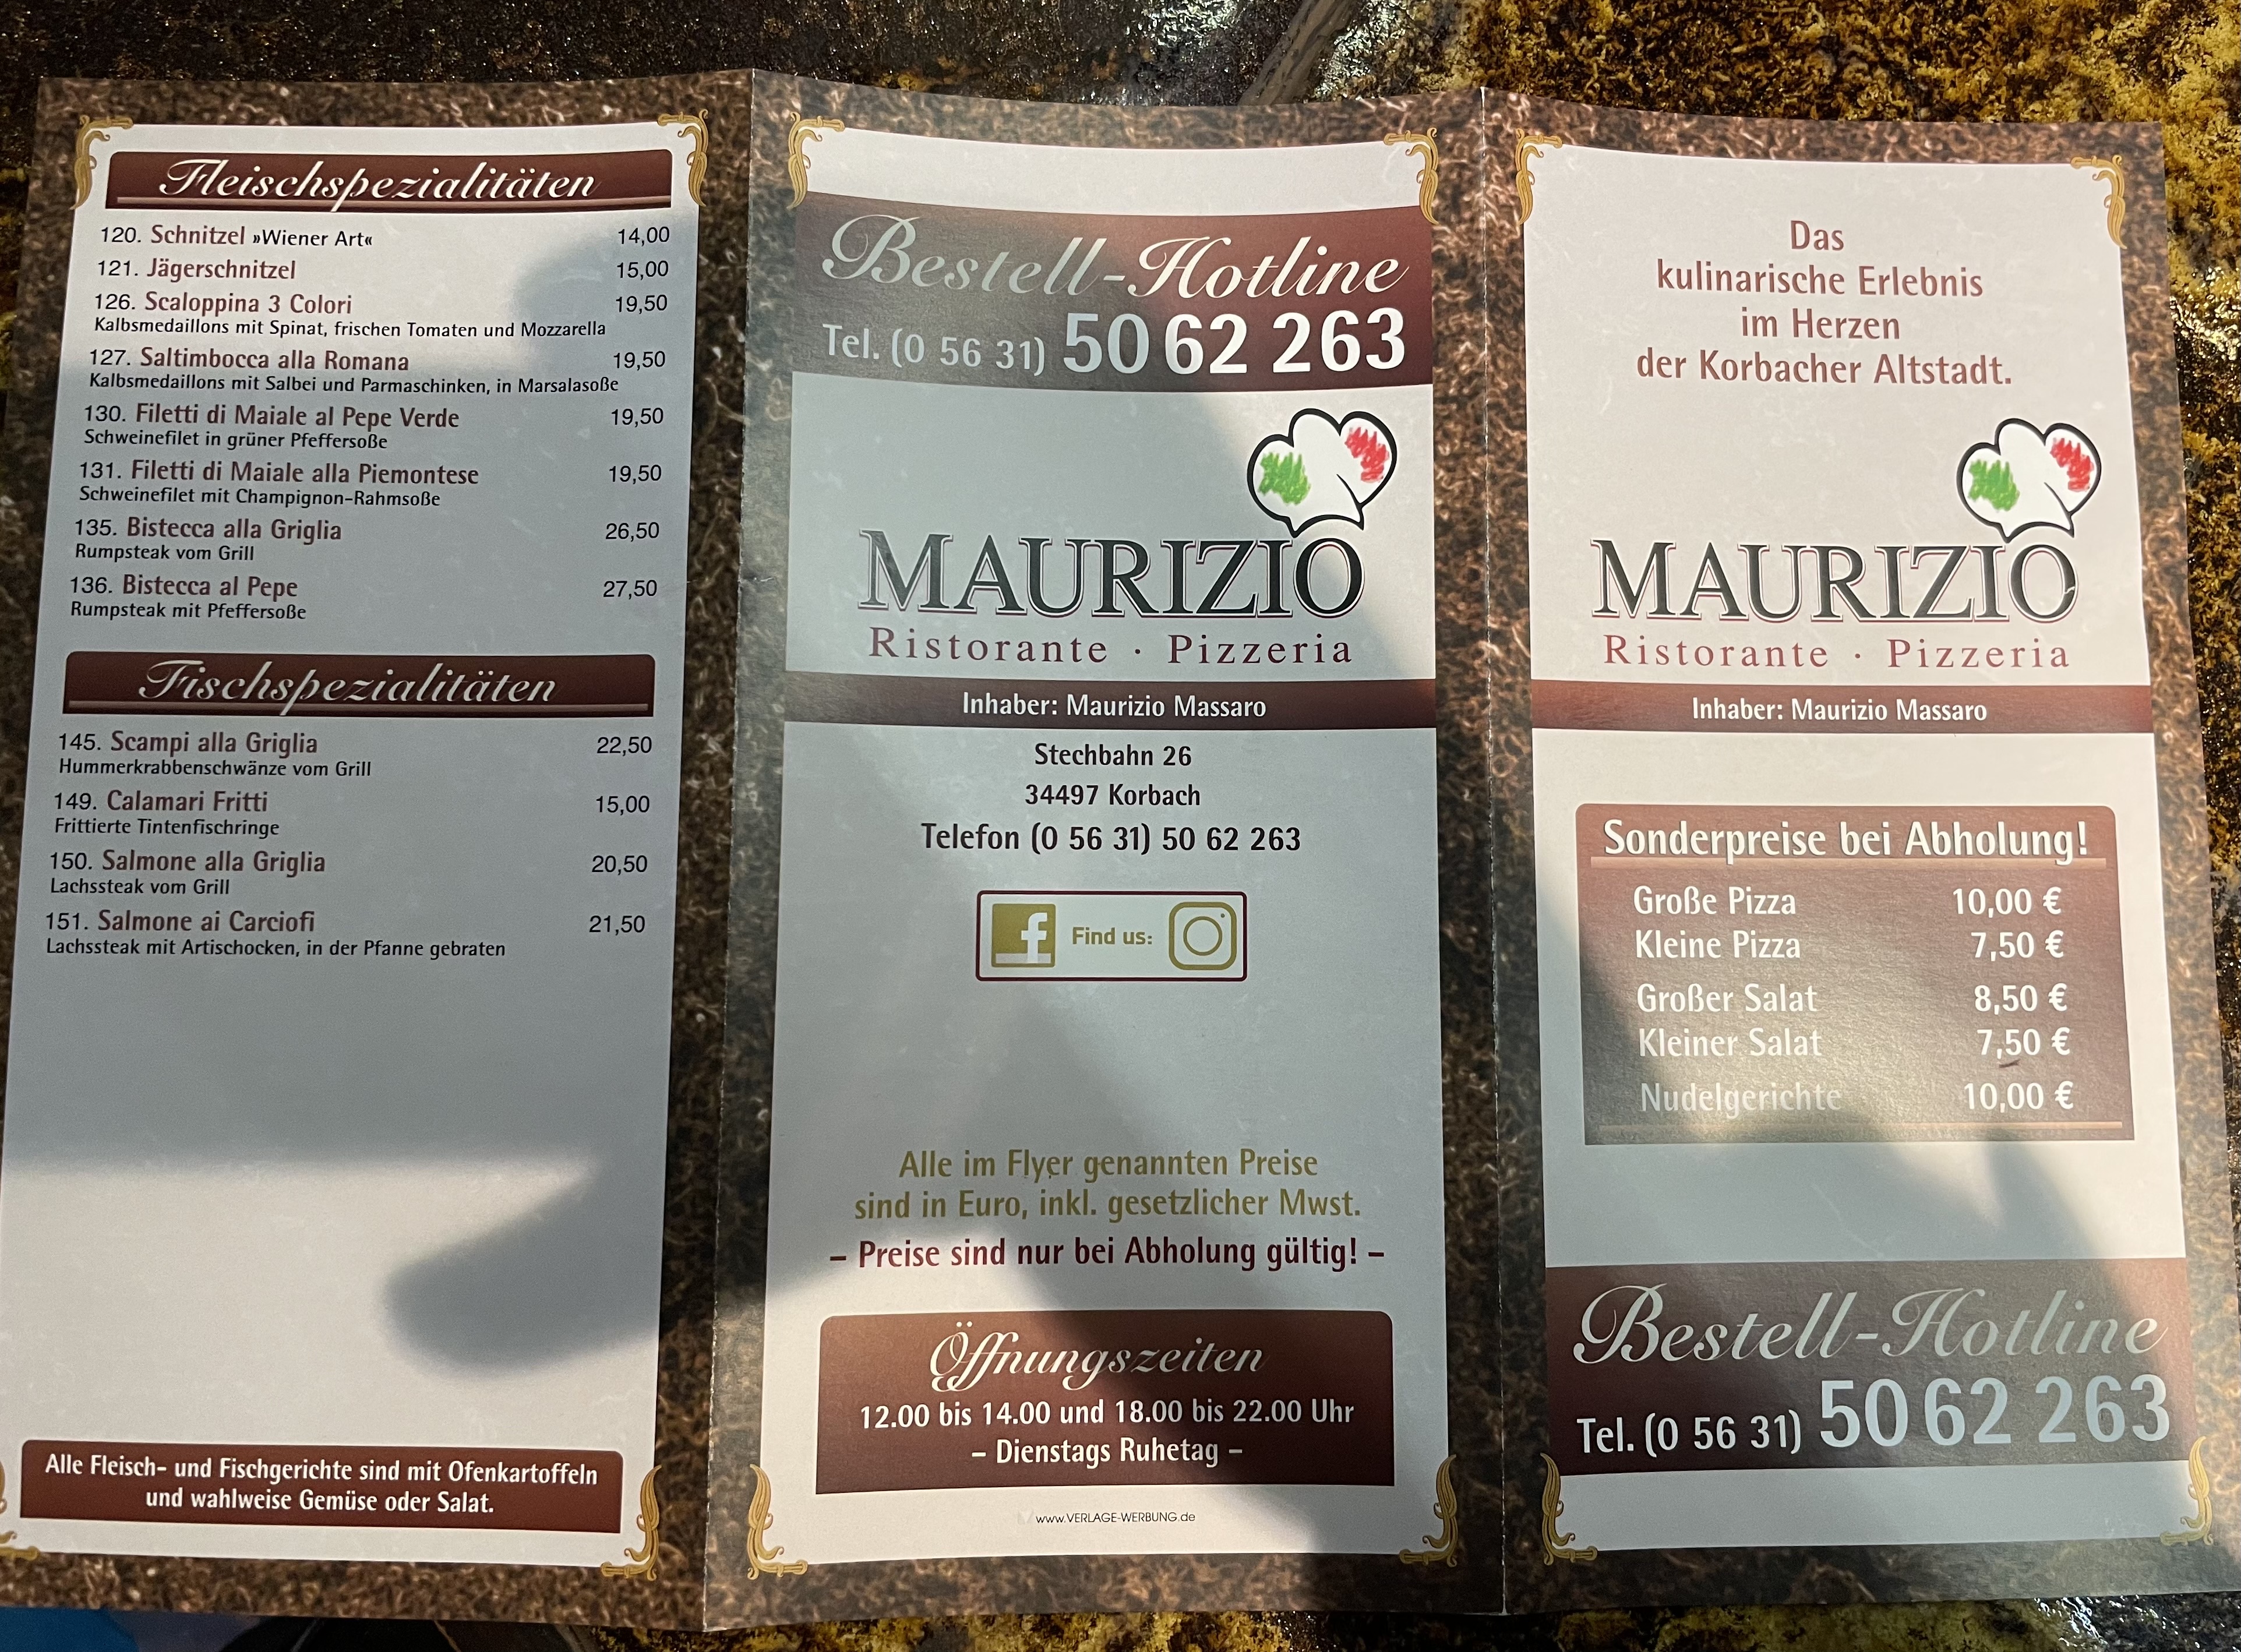 Fleischspezialitäten
120. Schnitzel »Wiener Art« 14,00
121. Jägerschnitzel 15,00
126. Scaloppina 3 Colori 19,50
Kalbsmedaillons mit Spinat, frischen Tomaten und Mozzarella
127. Saltimbocca alla Romana 19,50
Kalbsmedaillons mit Salbei und Parmaschinken, in Marsalasoße
130. Filetti di Maiale al Pepe Verde 19,50
Schweinefilet in grüner Pfeffersoße
131. Filetti di Maiale alla Piemontese 19,50
Schweinefilet mit Champignon-Rahmsoße
135. Bistecca alla Griglia 26,50
Rumpsteak vom Grill
136. Bistecca al Pepe 27,50
Rumpsteak mit Pfeffersoße
Fischspezialitäten
145. Scampi alla Griglia 22,50
Hummerkrabbenschwänze vom Grill
149. Calamari Fritti 15,00
Frittierte Tintenfischringe
150. Salmone alla Griglia 20,50
Lachssteak vom Grill
151. Salmone ai Carciofi 21,50
Lachssteak mit Artischocken, in der Pfanne gebraten
Alle Fleisch- und Fischgerichte sind mit Ofenkartoffeln
und wahlweise Gemüse oder Salat.
Bestell-Hotline
Tel. (0 56 31) 50 62 263
MAURIZIO
Ristorante · Pizzeria
Inhaber: Maurizio Massaro
Stechbahn 26
34497 Korbach
Telefon (0 56 31) 50 62 263
f Find us:
Alle im Flyer genannten Preise
sind in Euro, inkl. gesetzlicher Mwst.
– Preise sind nur bei Abholung gültig! –
Öffnungszeiten
12.00 bis 14.00 und 18.00 bis 22.00 Uhr
– Dienstags Ruhetag –
www.VERLAGE-WERBUNG.de
Das
kulinarische Erlebnis
im Herzen
der Korbacher Altstadt.
MAURIZIO
Ristorante · Pizzeria
Inhaber: Maurizio Massaro
Sonderpreise bei Abholung!
Große Pizza 10,00 €
Kleine Pizza 7,50 €
Großer Salat 8,50 €
Kleiner Salat 7,50 €
Nudelgerichte 10,00 €
Bestell-Hotline
Tel. (0 56 31) 50 62 263